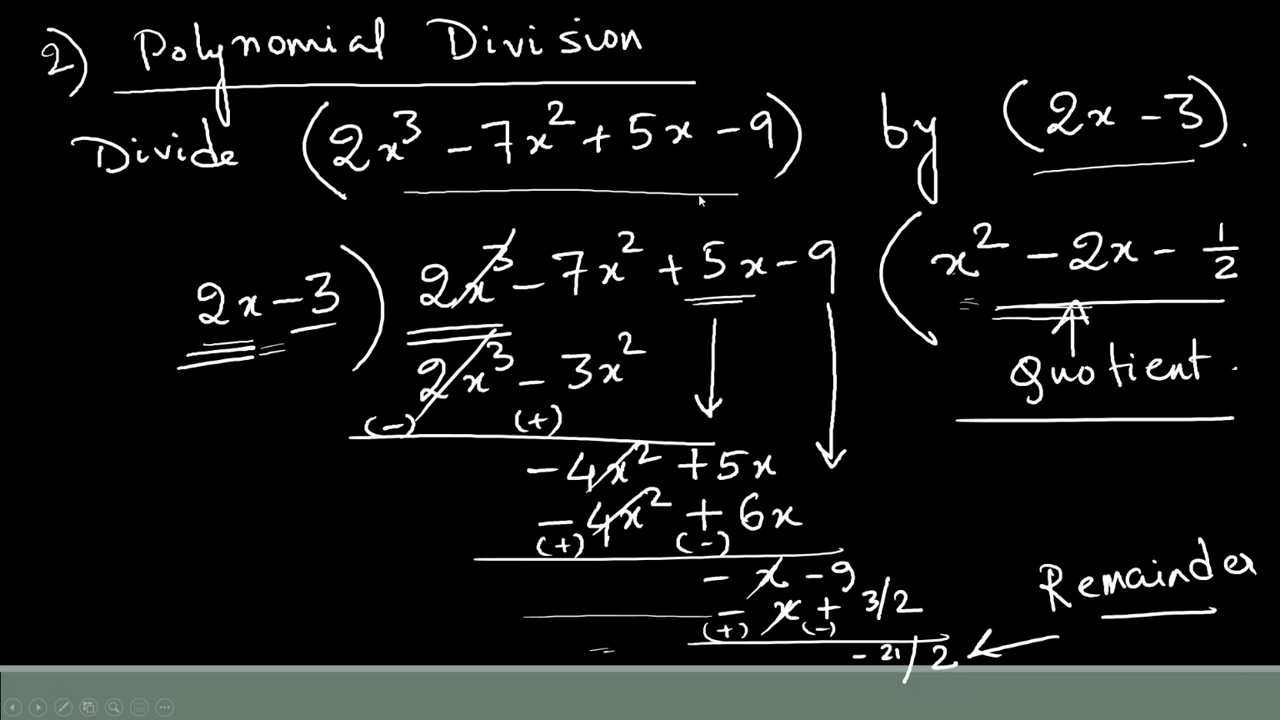 2) Polynomial Division
Divide (2x³ - 7x² + 5x - 9) by (2x - 3).
2x - 3) 2x³ - 7x² + 5x - 9 (x² - 2x - 1/2
2x³ - 3x²
Quotient.
(-) (+)
-4x² + 5x
-4x² + 6x
(+) (-)
-x - 9
Remainder
-x + 3/2
(+) (-)
-21/2